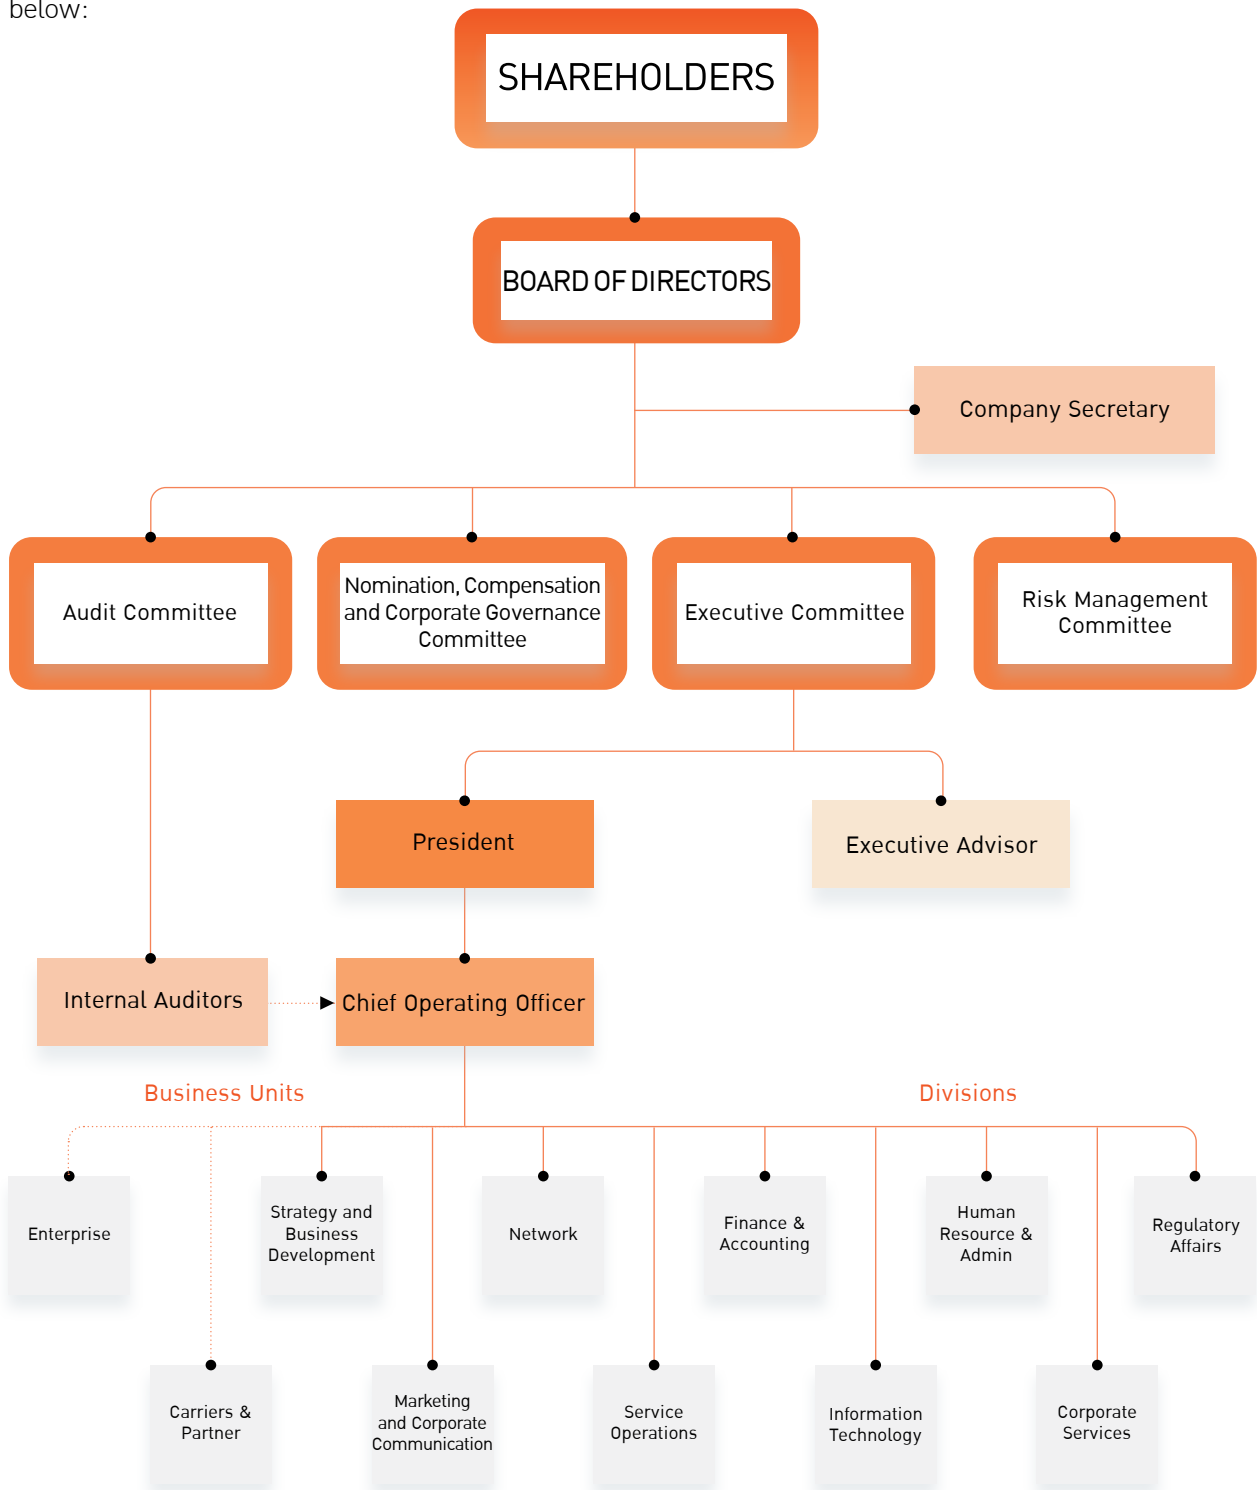 below:
SHAREHOLDERS
BOARD OF DIRECTORS
Company Secretary
Audit Committee
Nomination, Compensation
and Corporate Governance
Committee
Executive Committee
Risk Management
Committee
President
Executive Advisor
Internal Auditors
Chief Operating Officer
Business Units
Divisions
Enterprise
Strategy and
Business
Development
Network
Finance &
Accounting
Human
Resource &
Admin
Regulatory
Affairs
Carriers &
Partner
Marketing
and Corporate
Communication
Service
Operations
Information
Technology
Corporate
Services